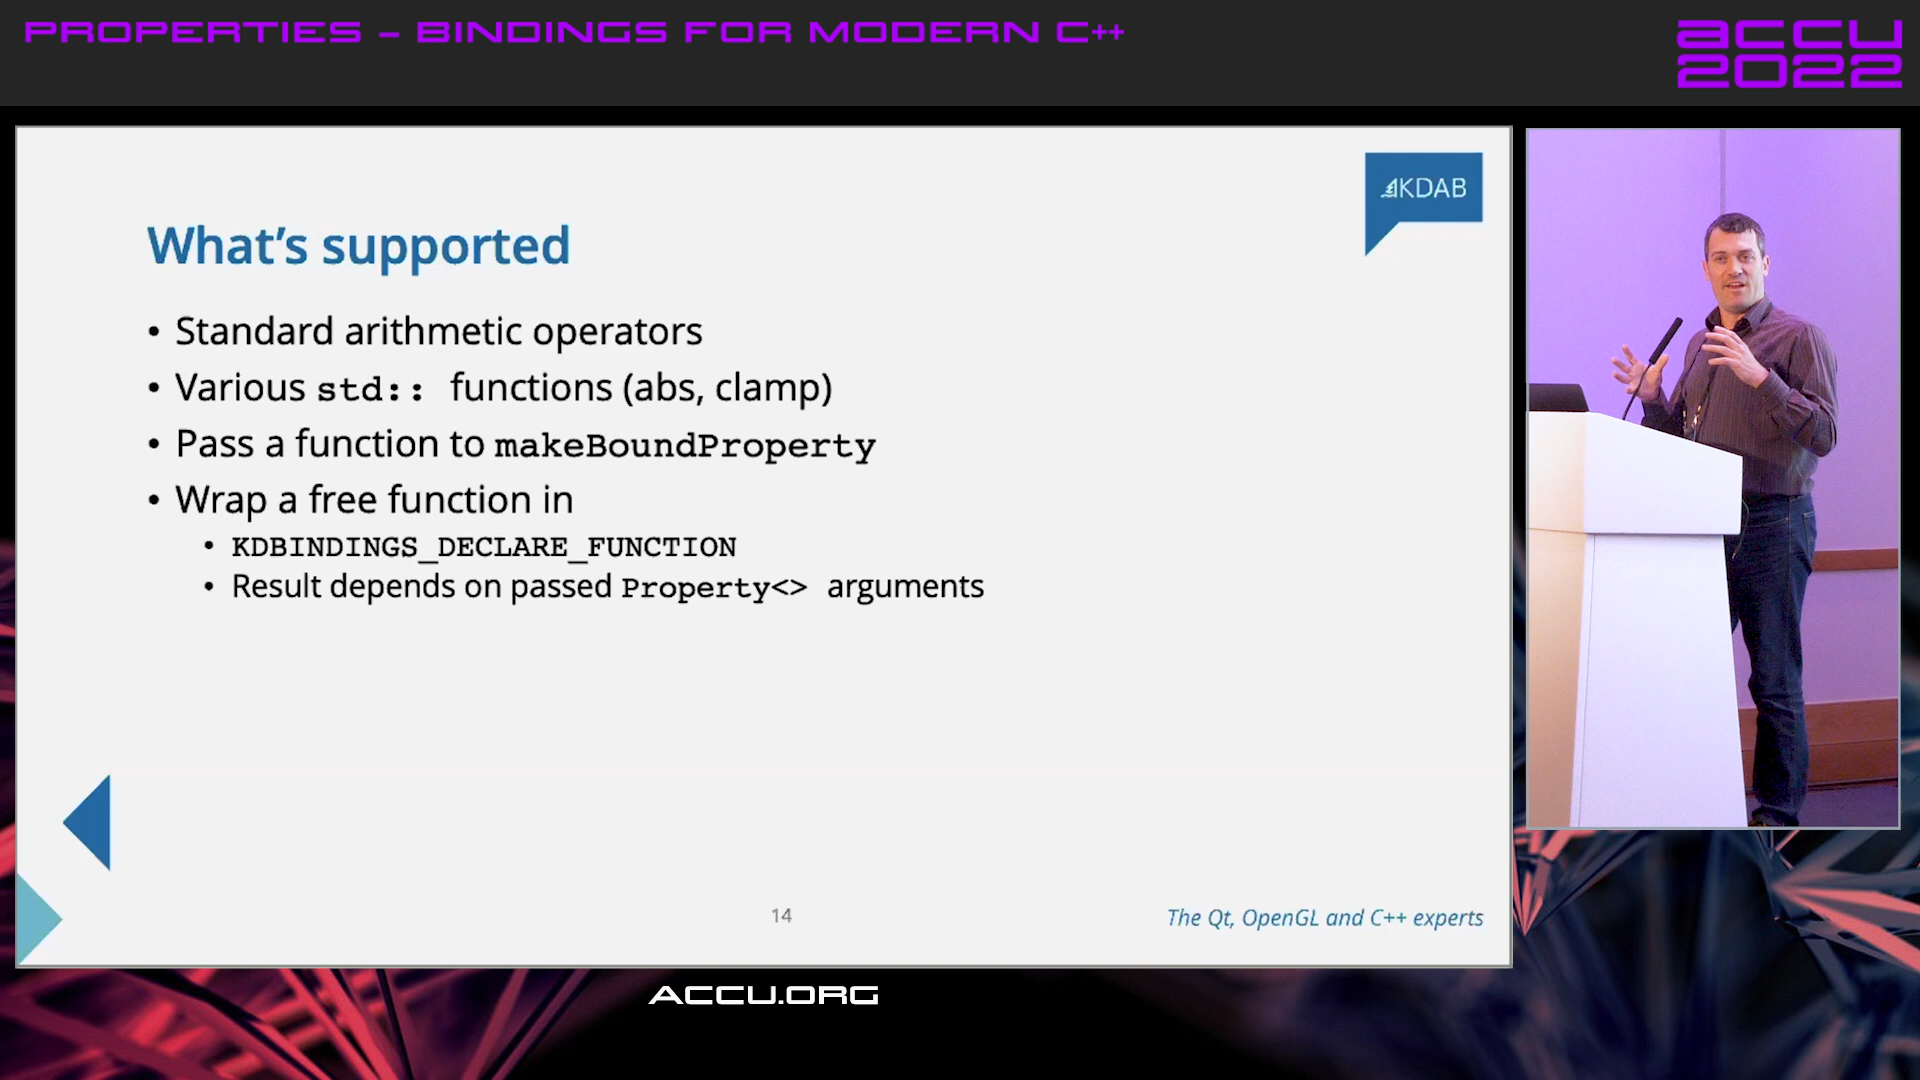 PROPERTIES - BINDINGS FOR MODERN C++
accu
2022
KDAB
What's supported
• Standard arithmetic operators
• Various std:: functions (abs, clamp)
• Pass a function to makeBoundProperty
• Wrap a free function in
• KDBINDINGS_DECLARE_FUNCTION
• Result depends on passed Property<> arguments
14
The Qt, OpenGL and C++ experts
ACCU.ORG